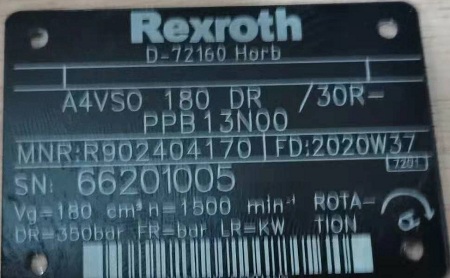 Rexroth
D-72160 Horb
A4VSO 180 DR /30R-
PPB13N00
MNR:R902404170 FD:2020W37
7201
SN: 66201005
Vg=180 cm³ n=1500 min⁻¹ ROTA-
DR=350bar FR=bar LR=kW TION